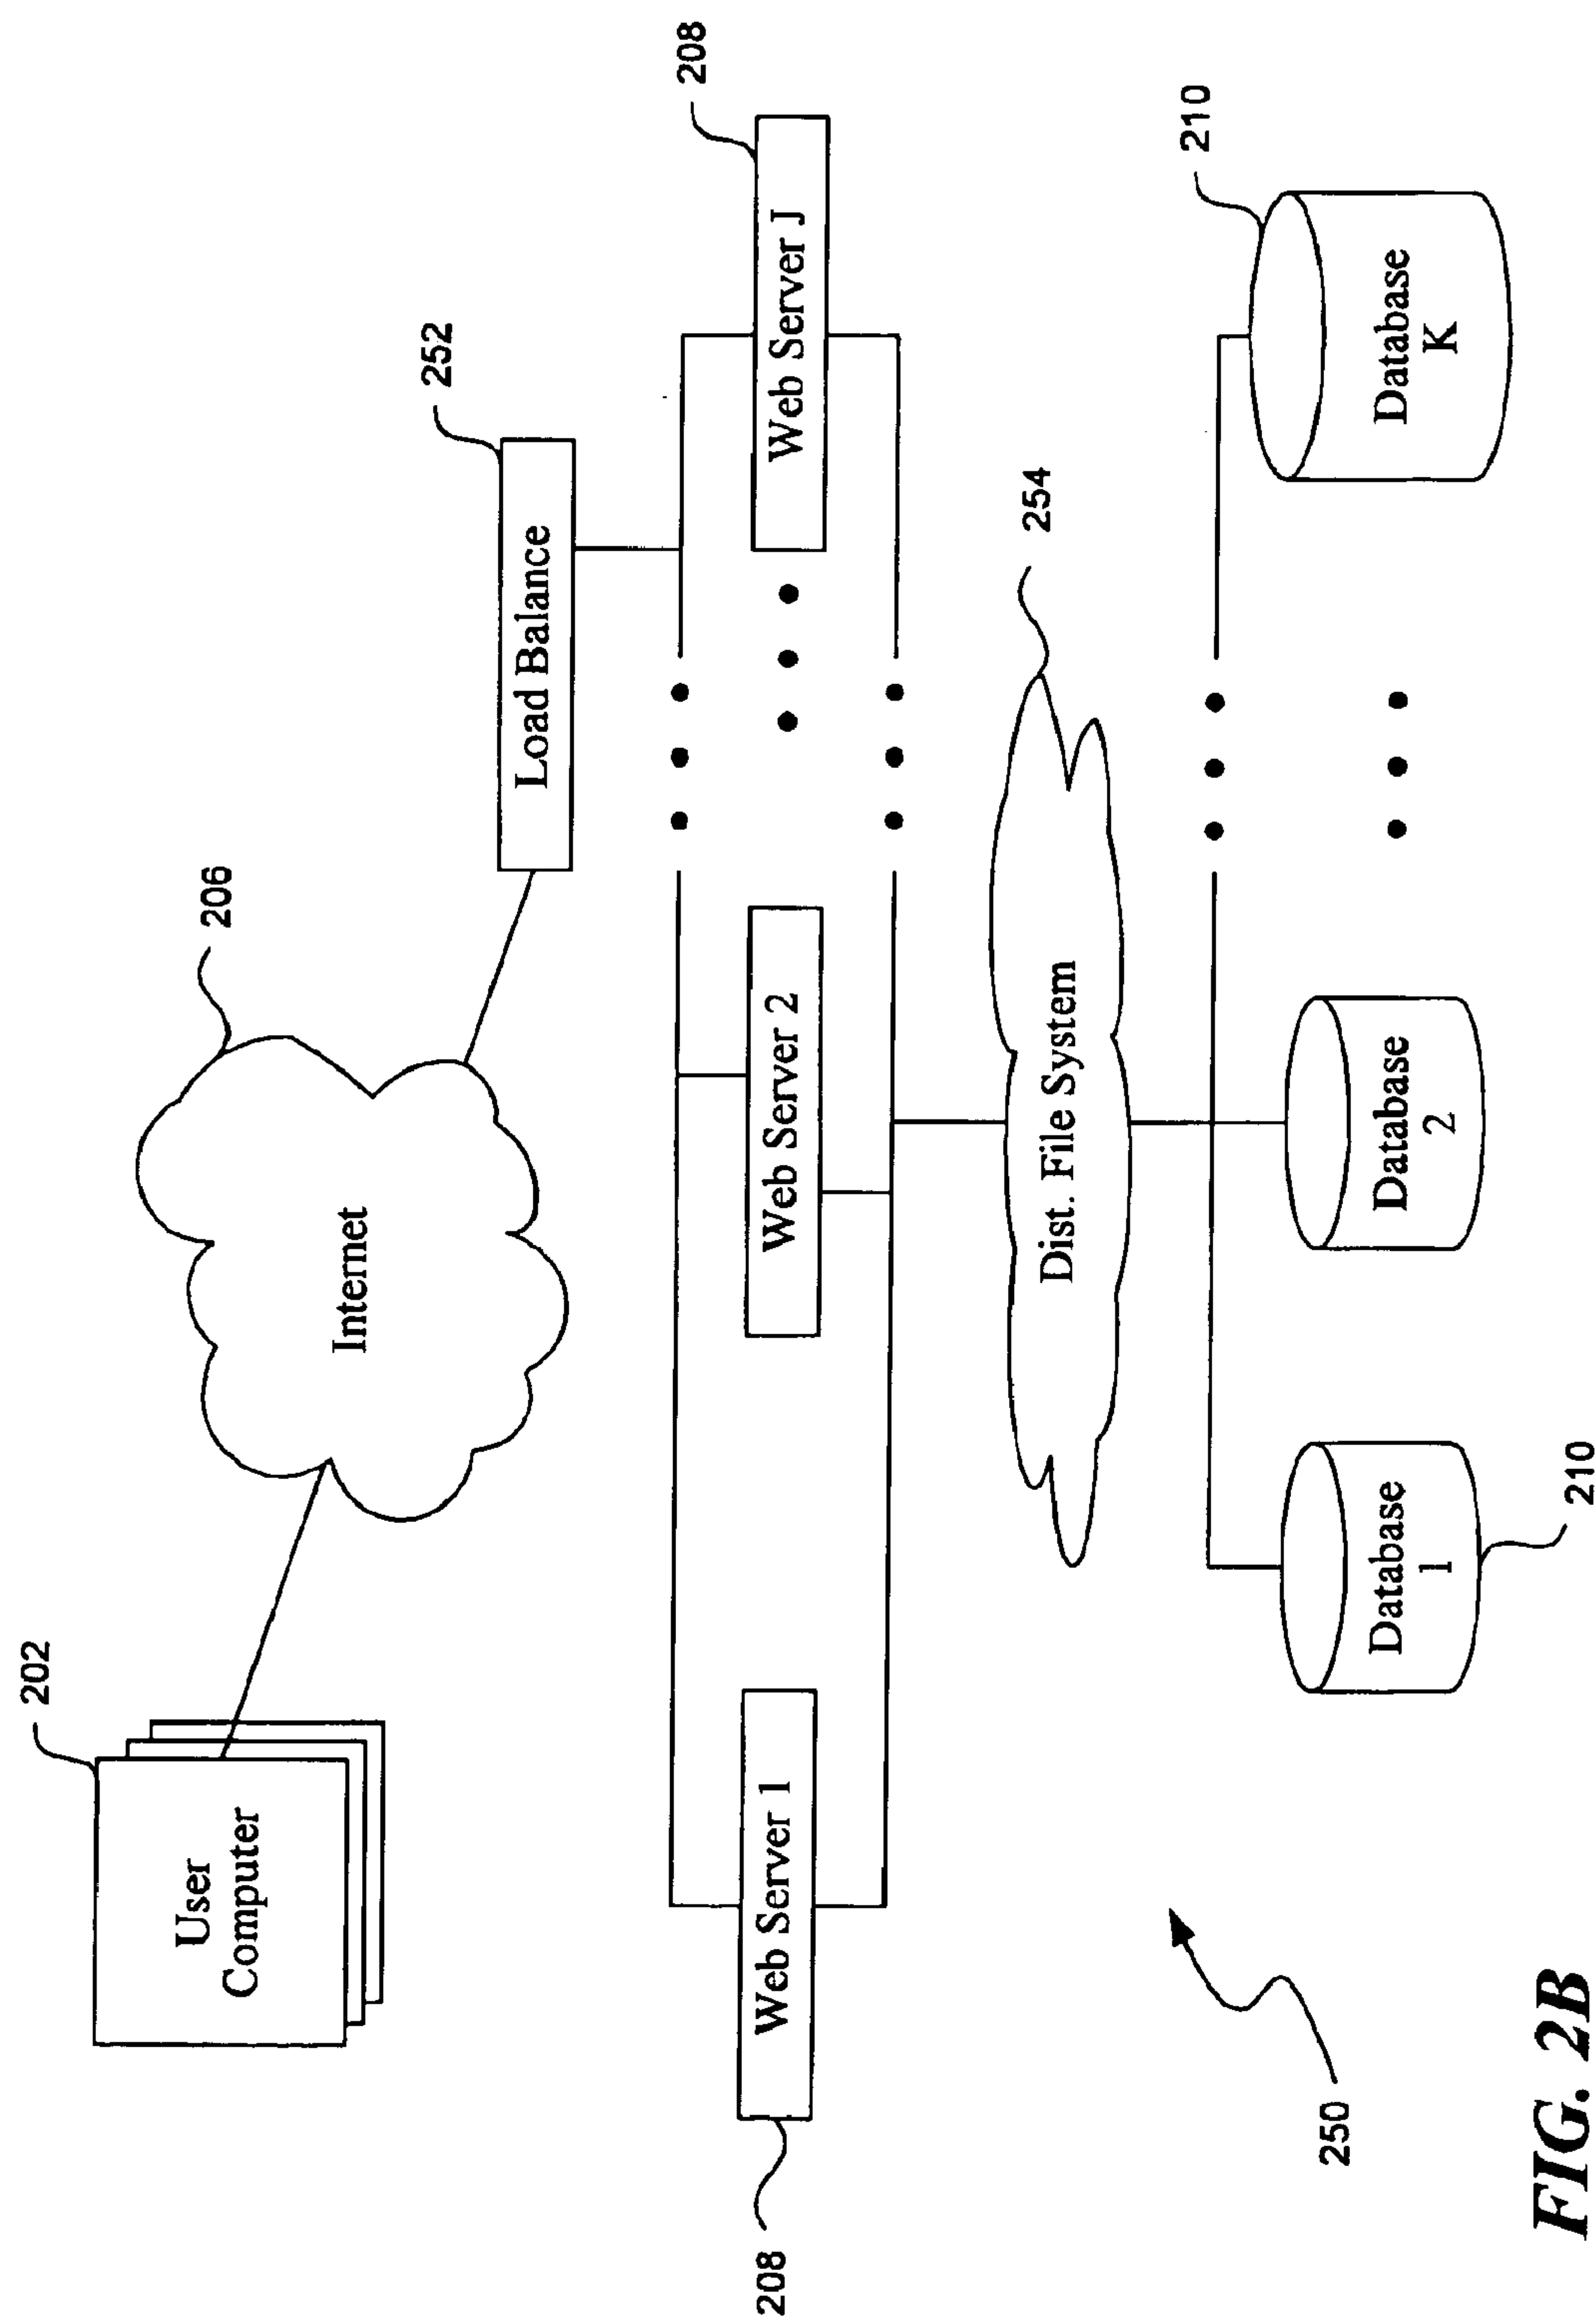 202
User
Computer
206
Internet
252
Load Balance
208
Web Server 1
Web Server 2
Web Server J
208
254
Dist. File System
210
Database
1
Database
2
Database
K
210
250
FIG. 2B